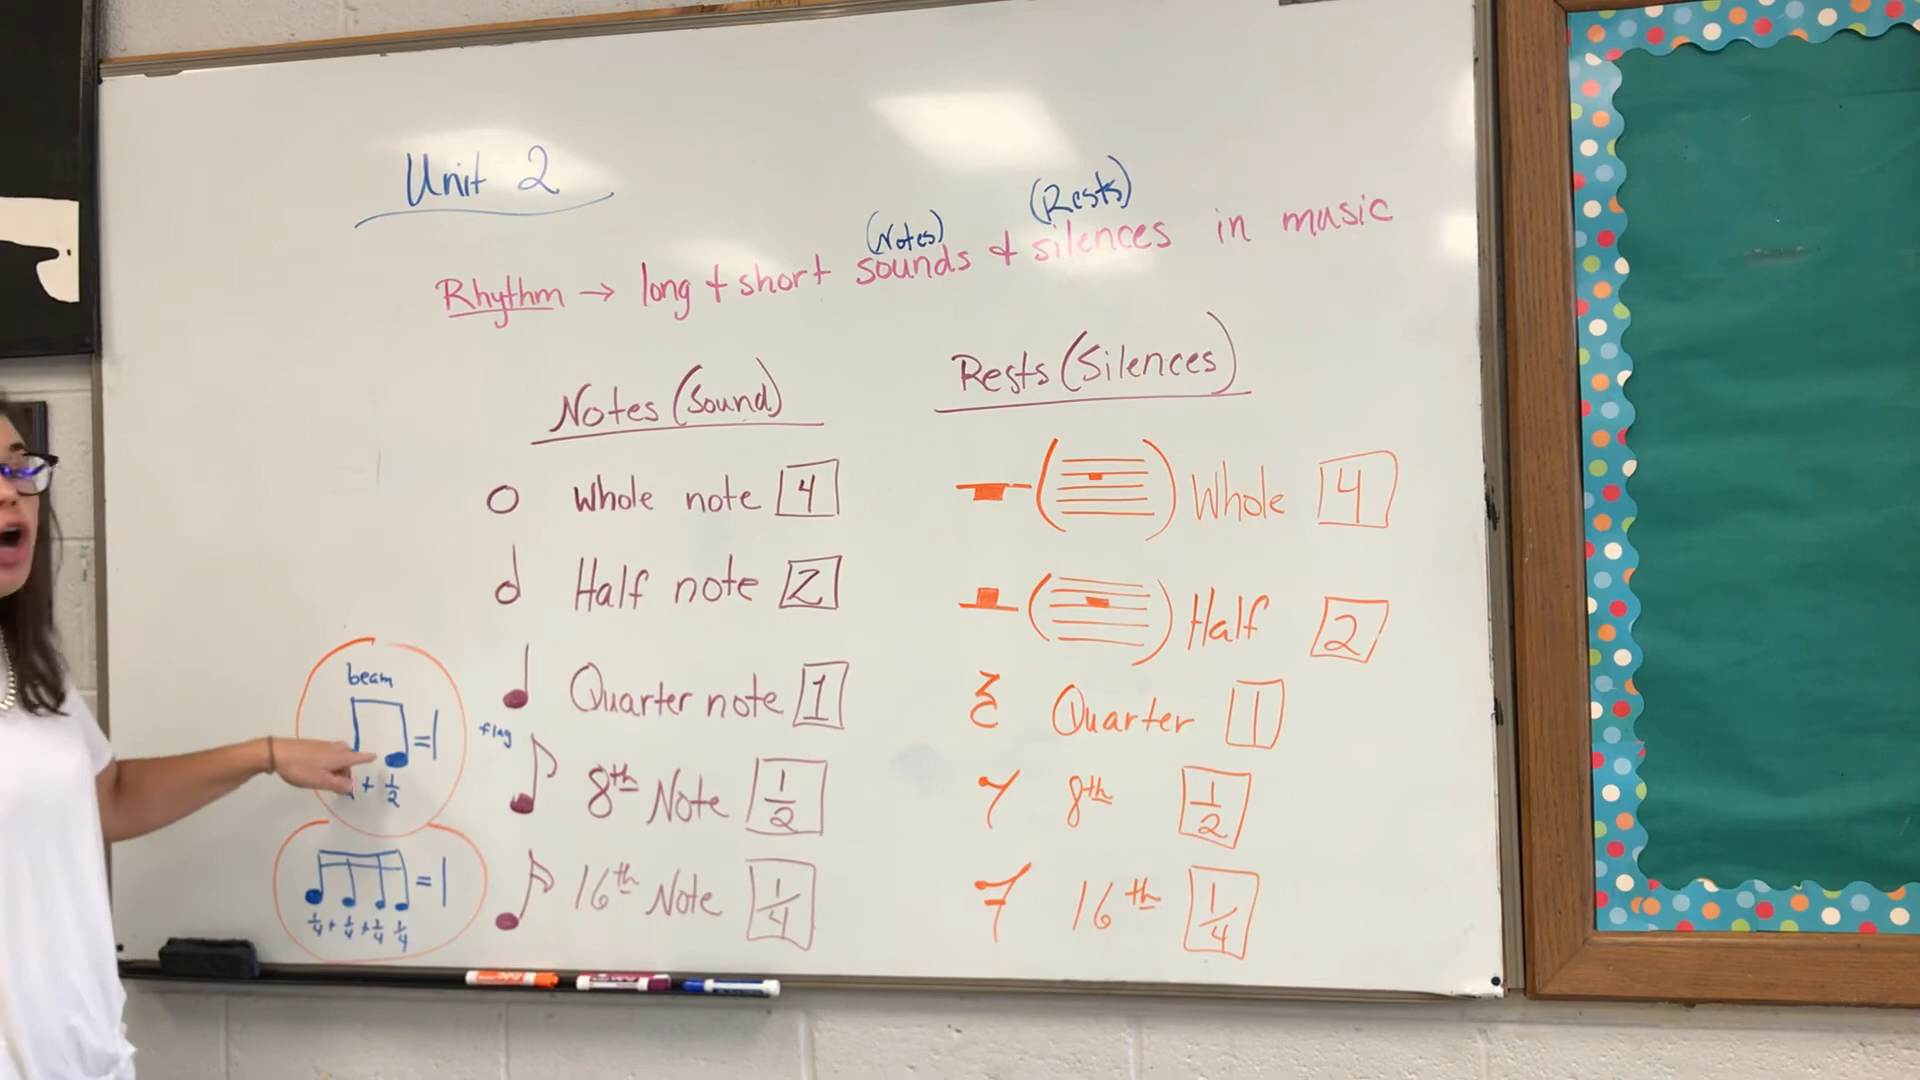 Unit 2
(Notes) (Rests)
Rhythm → long + short sounds + silences in music
Notes (Sound)
Whole note 4
Half note 2
Quarter note 1
flag
8th Note 1/2
16th Note 1/4
beam
=1
+ 1/2
=1
1/4 + 1/4 + 1/4 1/4
Rests (Silences)
Whole 4
Half 2
Quarter 1
8th 1/2
16th 1/4